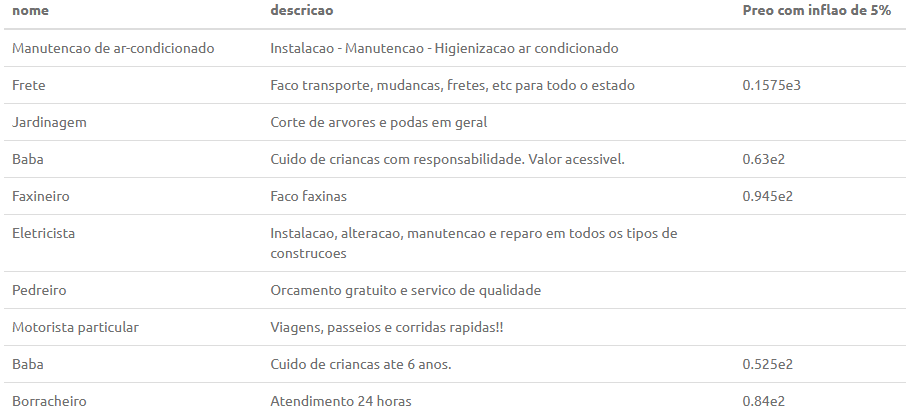 nome descricao Preo com inflao de 5%
Manutencao de ar-condicionado Instalacao - Manutencao - Higienizacao ar condicionado
Frete Faco transporte, mudancas, fretes, etc para todo o estado 0.1575e3
Jardinagem Corte de arvores e podas em geral
Baba Cuido de criancas com responsabilidade. Valor acessivel. 0.63e2
Faxineiro Faco faxinas 0.945e2
Eletricista Instalacao, alteracao, manutencao e reparo em todos os tipos de
construcoes
Pedreiro Orcamento gratuito e servico de qualidade
Motorista particular Viagens, passeios e corridas rapidas!!
Baba Cuido de criancas ate 6 anos. 0.525e2
Borracheiro Atendimento 24 horas 0.84e2